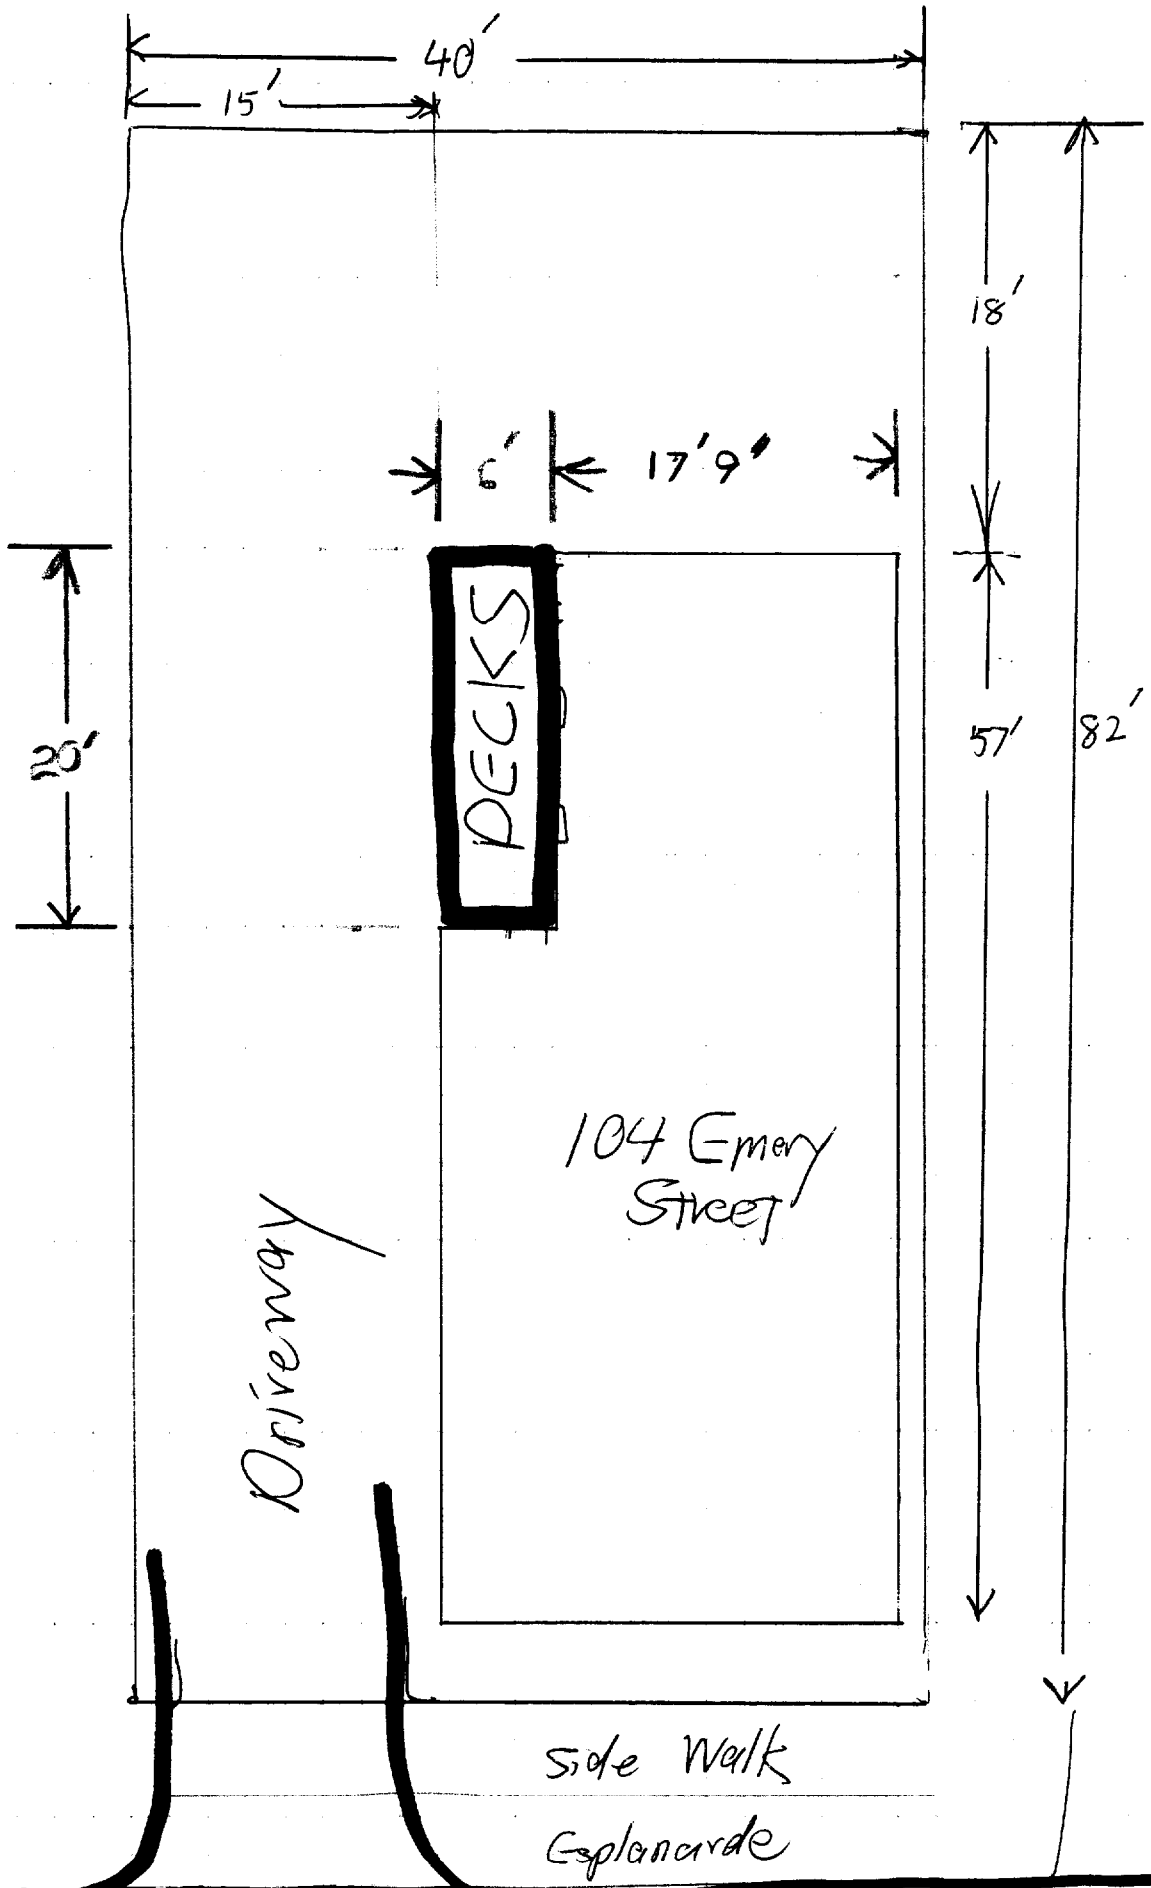 40'
15'
18'
6'
17'9"
DECKS
20'
57'
82'
104 Emery
Street
Driveway
Side Walk
Esplanarde